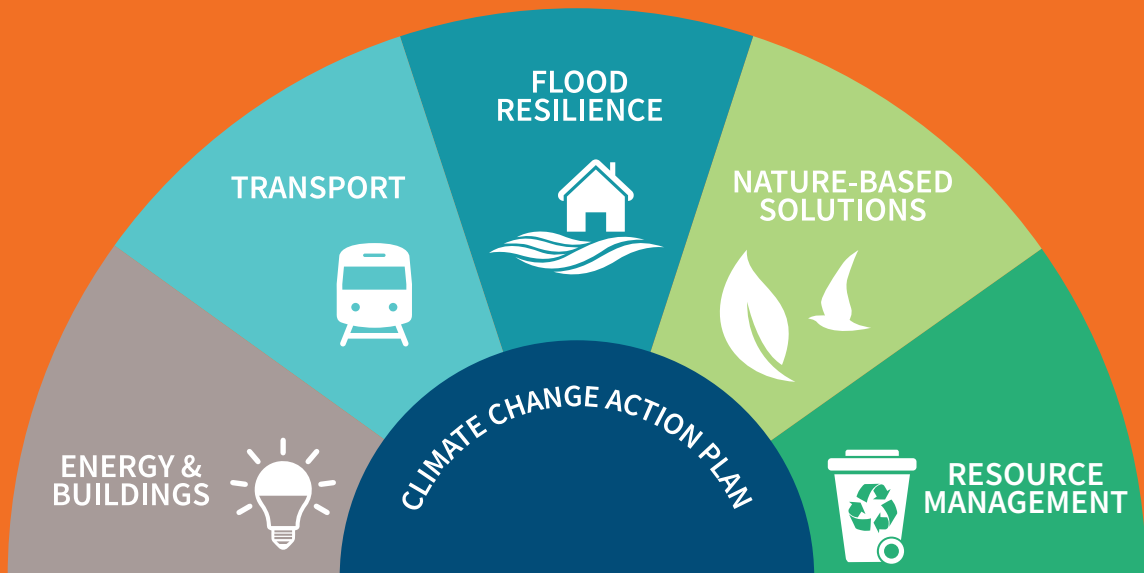 FLOOD
RESILIENCE
TRANSPORT
NATURE-BASED
SOLUTIONS
ENERGY &
BUILDINGS
CLIMATE CHANGE ACTION PLAN
RESOURCE
MANAGEMENT